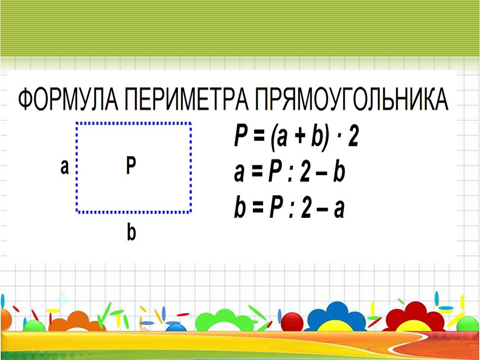 ФОРМУЛА ПЕРИМЕТРА ПРЯМОУГОЛЬНИКА
P = (a + b) · 2
a P
a = P : 2 – b
b = P : 2 – a
b